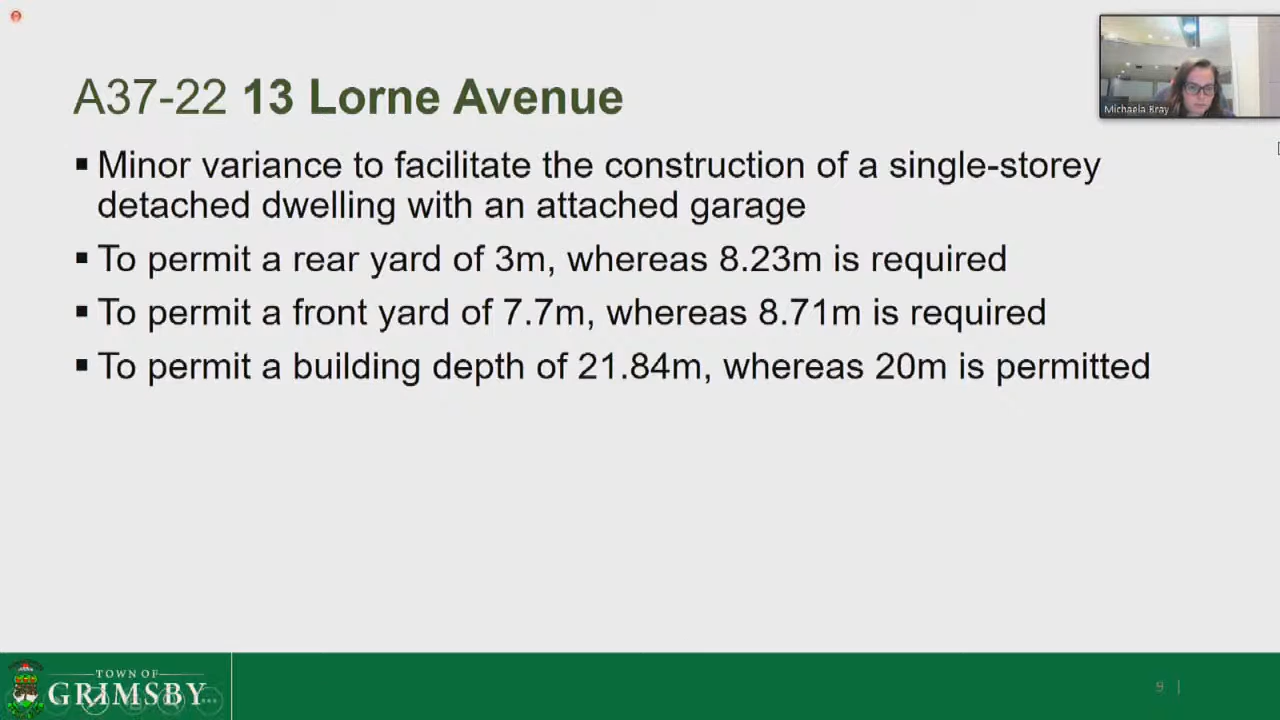 A37-22 13 Lorne Avenue
Michaela Bray
▪ Minor variance to facilitate the construction of a single-storey
detached dwelling with an attached garage
▪ To permit a rear yard of 3m, whereas 8.23m is required
▪ To permit a front yard of 7.7m, whereas 8.71m is required
▪ To permit a building depth of 21.84m, whereas 20m is permitted
TOWN OF
GRIMSBY
9 |